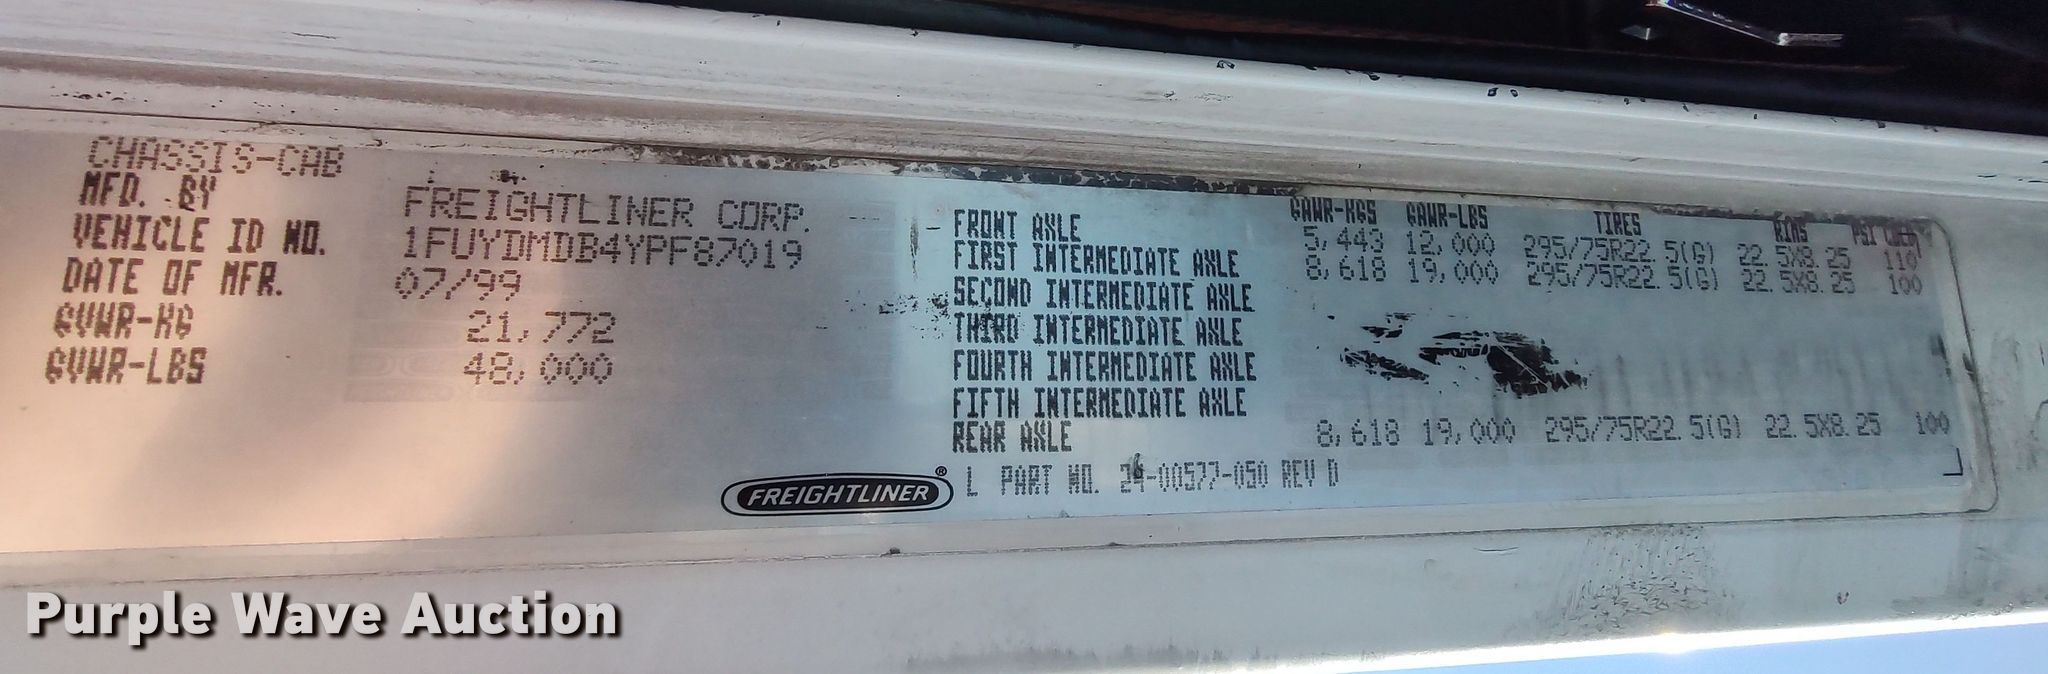 CHASSIS-CAB
MFD. BY FREIGHTLINER CORP.
VEHICLE ID NO. 1FUYDMDB4YPF87019
DATE OF MFR. 07/99
GVWR-KG 21,772
GVWR-LBS 48,000
GAWR-KGS GAWR-LBS TIRES RIMS PSI COLD
FRONT AXLE 5,443 12,000 295/75R22.5(G) 22.5X8.25 110
FIRST INTERMEDIATE AXLE 8,618 19,000 295/75R22.5(G) 22.5X8.25 100
SECOND INTERMEDIATE AXLE
THIRD INTERMEDIATE AXLE
FOURTH INTERMEDIATE AXLE
FIFTH INTERMEDIATE AXLE
REAR AXLE 8,618 19,000 295/75R22.5(G) 22.5X8.25 100
FREIGHTLINER® L PART NO. 24-00577-050 REV D
Purple Wave Auction